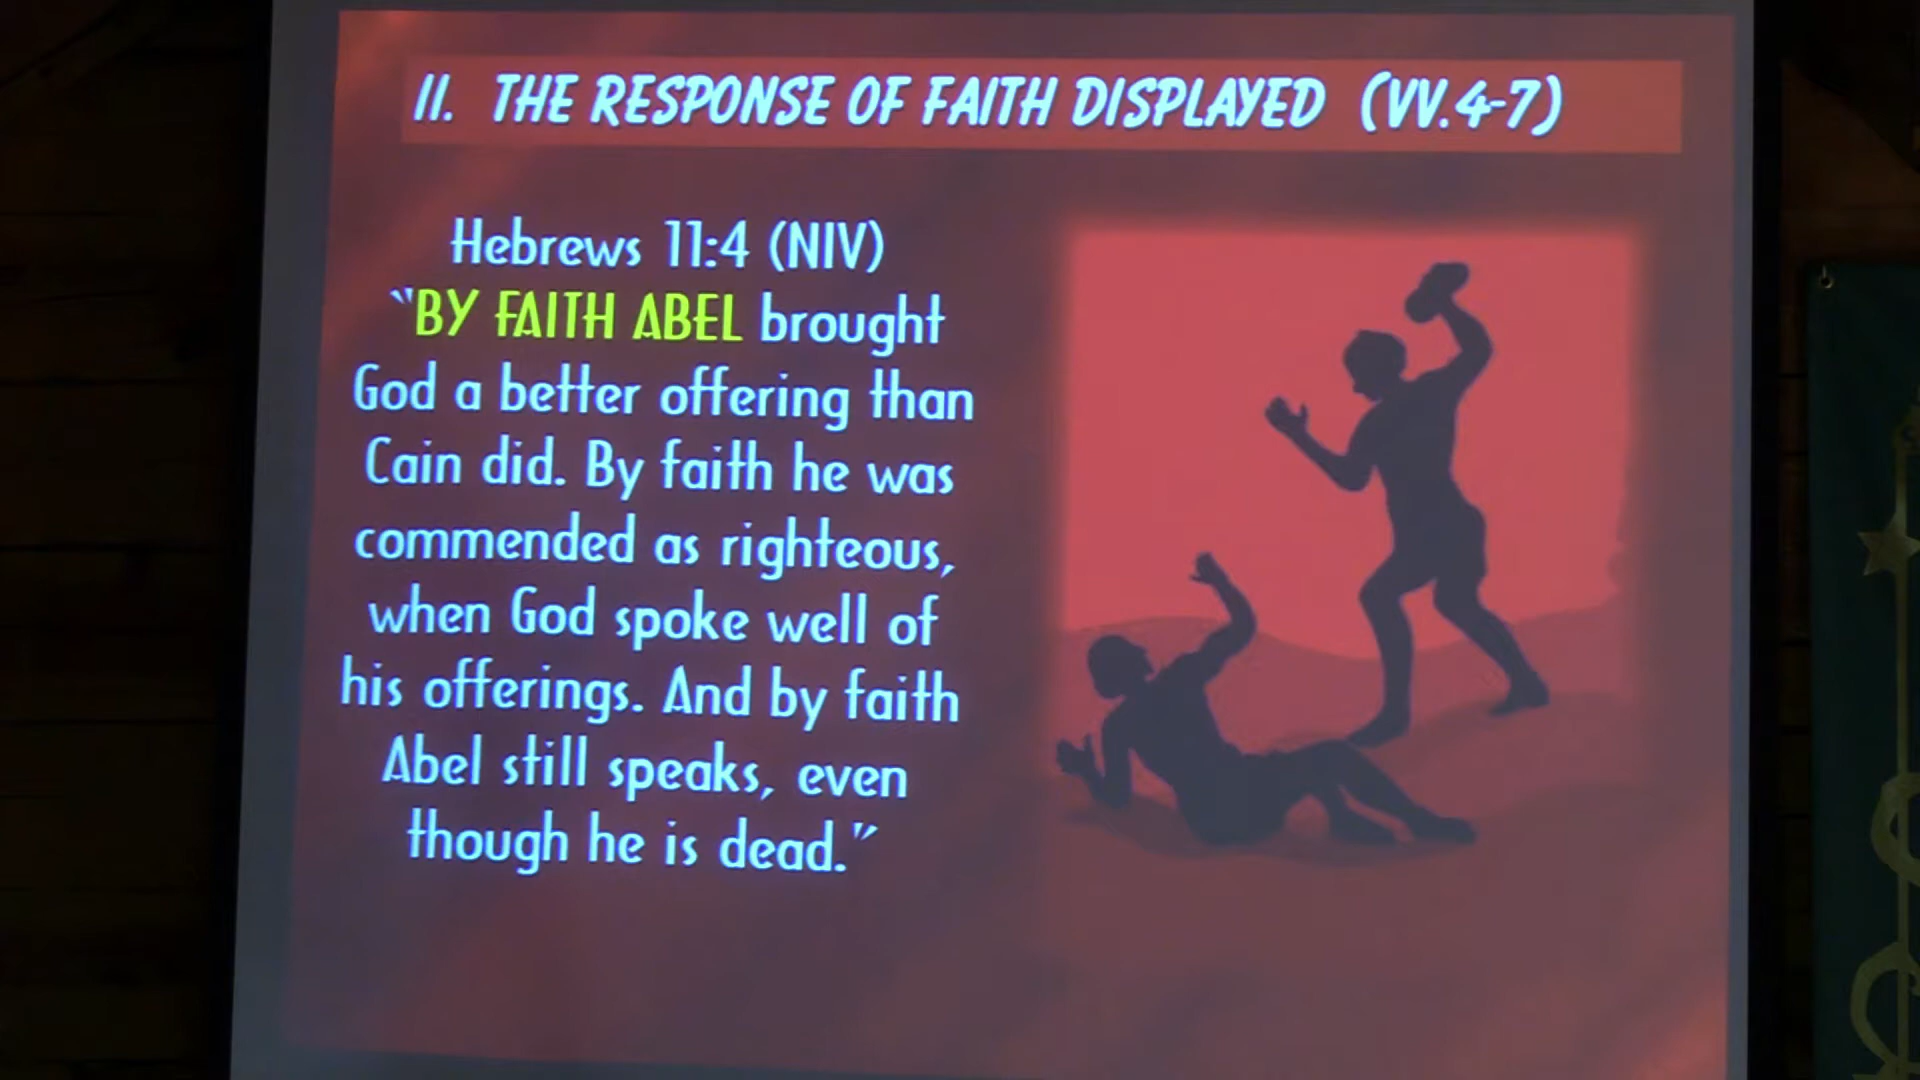 II. THE RESPONSE OF FAITH DISPLAYED (VV.4-7)
Hebrews 11:4 (NIV)
"BY FAITH ABEL brought
God a better offering than
Cain did. By faith he was
commended as righteous,
when God spoke well of
his offerings. And by faith
Abel still speaks, even
though he is dead."